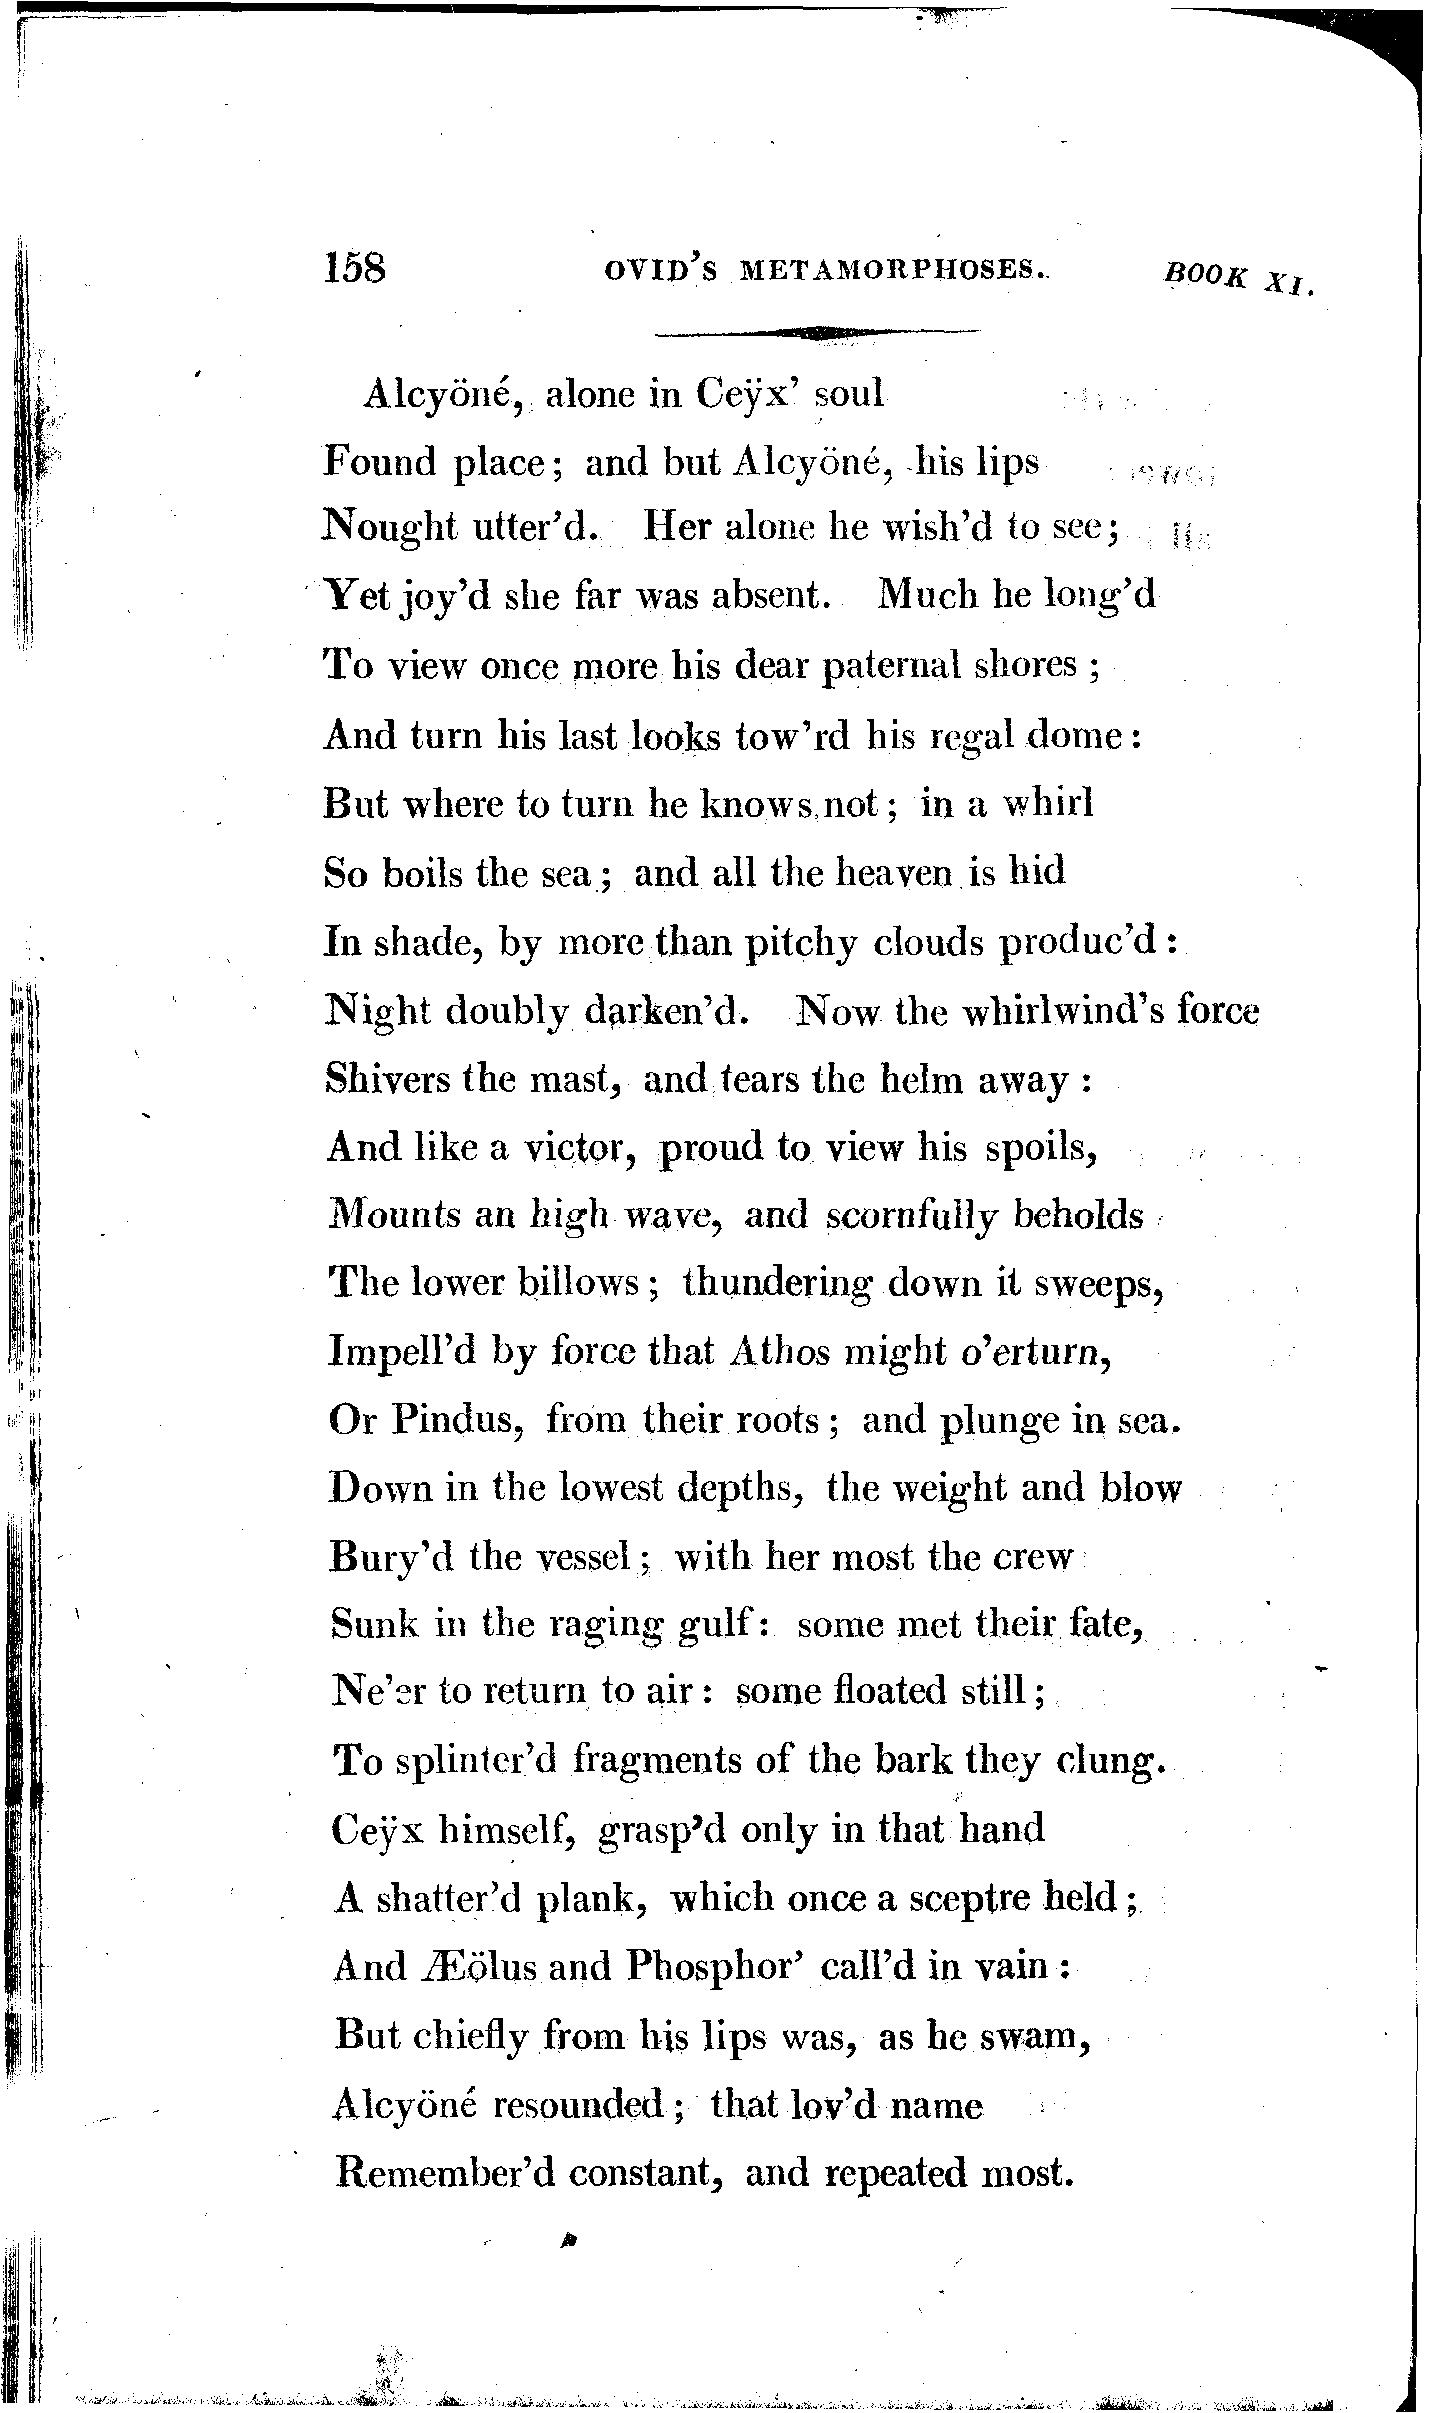 158 OVID'S METAMORPHOSES. BOOK XI.
Alcyöné, alone in Ceÿx' soul
Found place; and but Alcyöné, his lips
Nought utter'd. Her alone he wish'd to see;
Yet joy'd she far was absent. Much he long'd
To view once more his dear paternal shores;
And turn his last looks tow'rd his regal dome:
But where to turn he knows not; in a whirl
So boils the sea; and all the heaven is hid
In shade, by more than pitchy clouds produc'd:
Night doubly darken'd. Now the whirlwind's force
Shivers the mast, and tears the helm away:
And like a victor, proud to view his spoils,
Mounts an high wave, and scornfully beholds
The lower billows; thundering down it sweeps,
Impell'd by force that Athos might o'erturn,
Or Pindus, from their roots; and plunge in sea.
Down in the lowest depths, the weight and blow
Bury'd the vessel; with her most the crew
Sunk in the raging gulf: some met their fate,
Ne'er to return to air: some floated still;
To splinter'd fragments of the bark they clung.
Ceÿx himself, grasp'd only in that hand
A shatter'd plank, which once a sceptre held;
And Æölus and Phosphor' call'd in vain:
But chiefly from his lips was, as he swam,
Alcyöné resounded; that lov'd name
Remember'd constant, and repeated most.